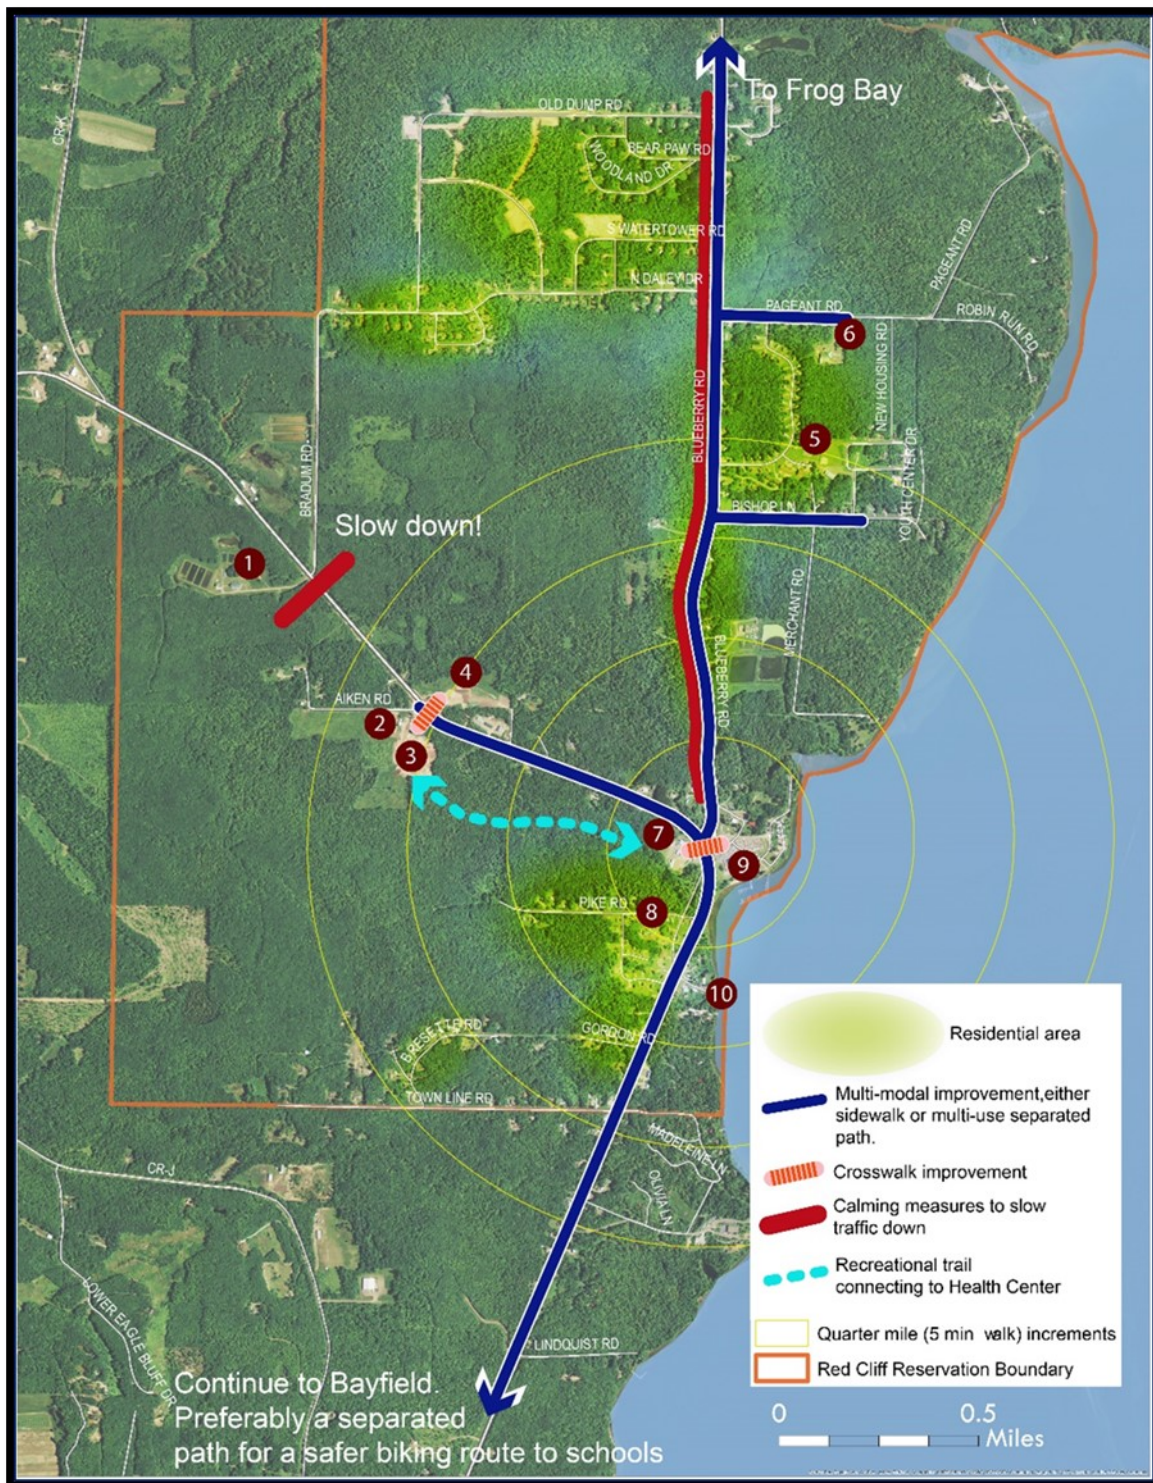 To Frog Bay
OLD DUMP RD
CR-K
BEAR PAW RD
WOODLAND DR
S WATERTOWER RD
N DALEY DR
PAGEANT RD
PAGEANT RD
ROBIN RUN RD
6
NEW HOUSING RD
BLUEBERRY RD
5
YOUTH CENTER DR
BRADUM RD
BISHOP LN
Slow down!
1
MERCHANT RD
BLUEBERRY RD
4
AIKEN RD
2
3
7
9
PIKE RD
8
10
BRESETTE RD
GORDON RD
TOWN LINE RD
MADELEINE LN
OLIVIA LN
CR-J
LOWER EAGLE BLUFF DR
LINDQUIST RD
Continue to Bayfield.
Preferably a separated
path for a safer biking route to schools
Residential area
Multi-modal improvement,either
sidewalk or multi-use separated
path.
Crosswalk improvement
Calming measures to slow
traffic down
Recreational trail
connecting to Health Center
Quarter mile (5 min walk) increments
Red Cliff Reservation Boundary
0 0.5
Miles